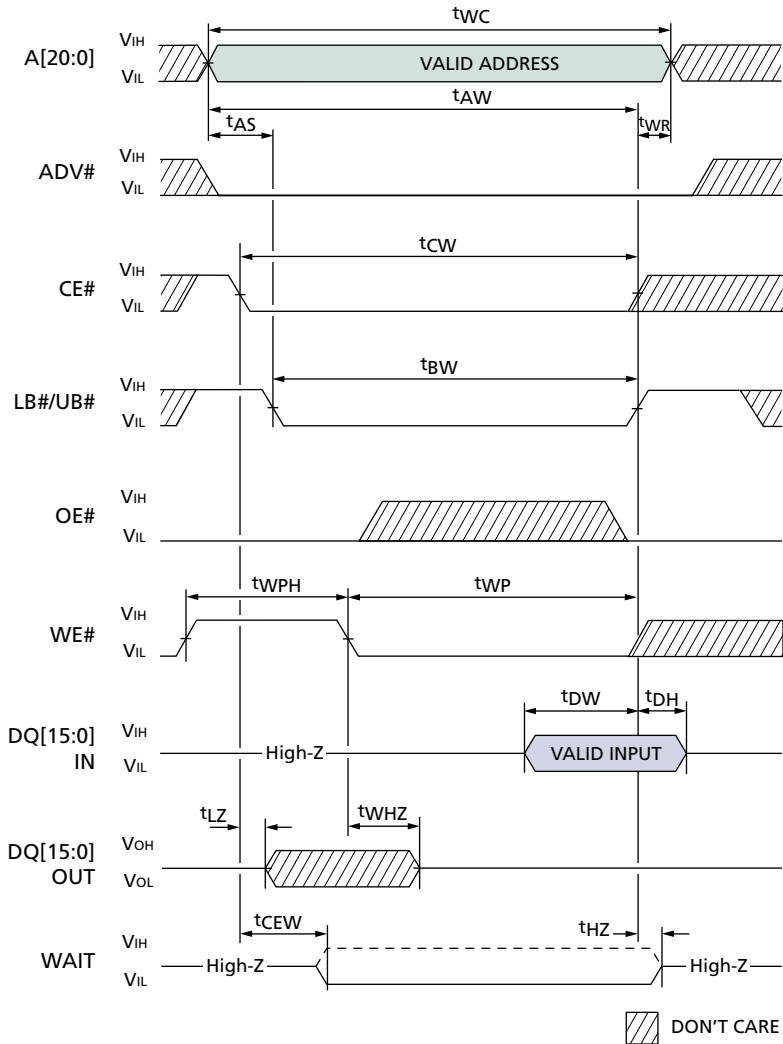 tWC
A[20:0]
VIH
VIL
VALID ADDRESS
tAW
tAS
tWR
ADV#
VIH
VIL
tCW
CE#
VIH
VIL
tBW
LB#/UB#
VIH
VIL
OE#
VIH
VIL
tWPH
tWP
WE#
VIH
VIL
tDW
tDH
DQ[15:0]
IN
VIH
VIL
High-Z
VALID INPUT
tLZ
tWHZ
DQ[15:0]
OUT
VOH
VOL
tCEW
tHZ
WAIT
VIH
VIL
High-Z
High-Z
DON'T CARE